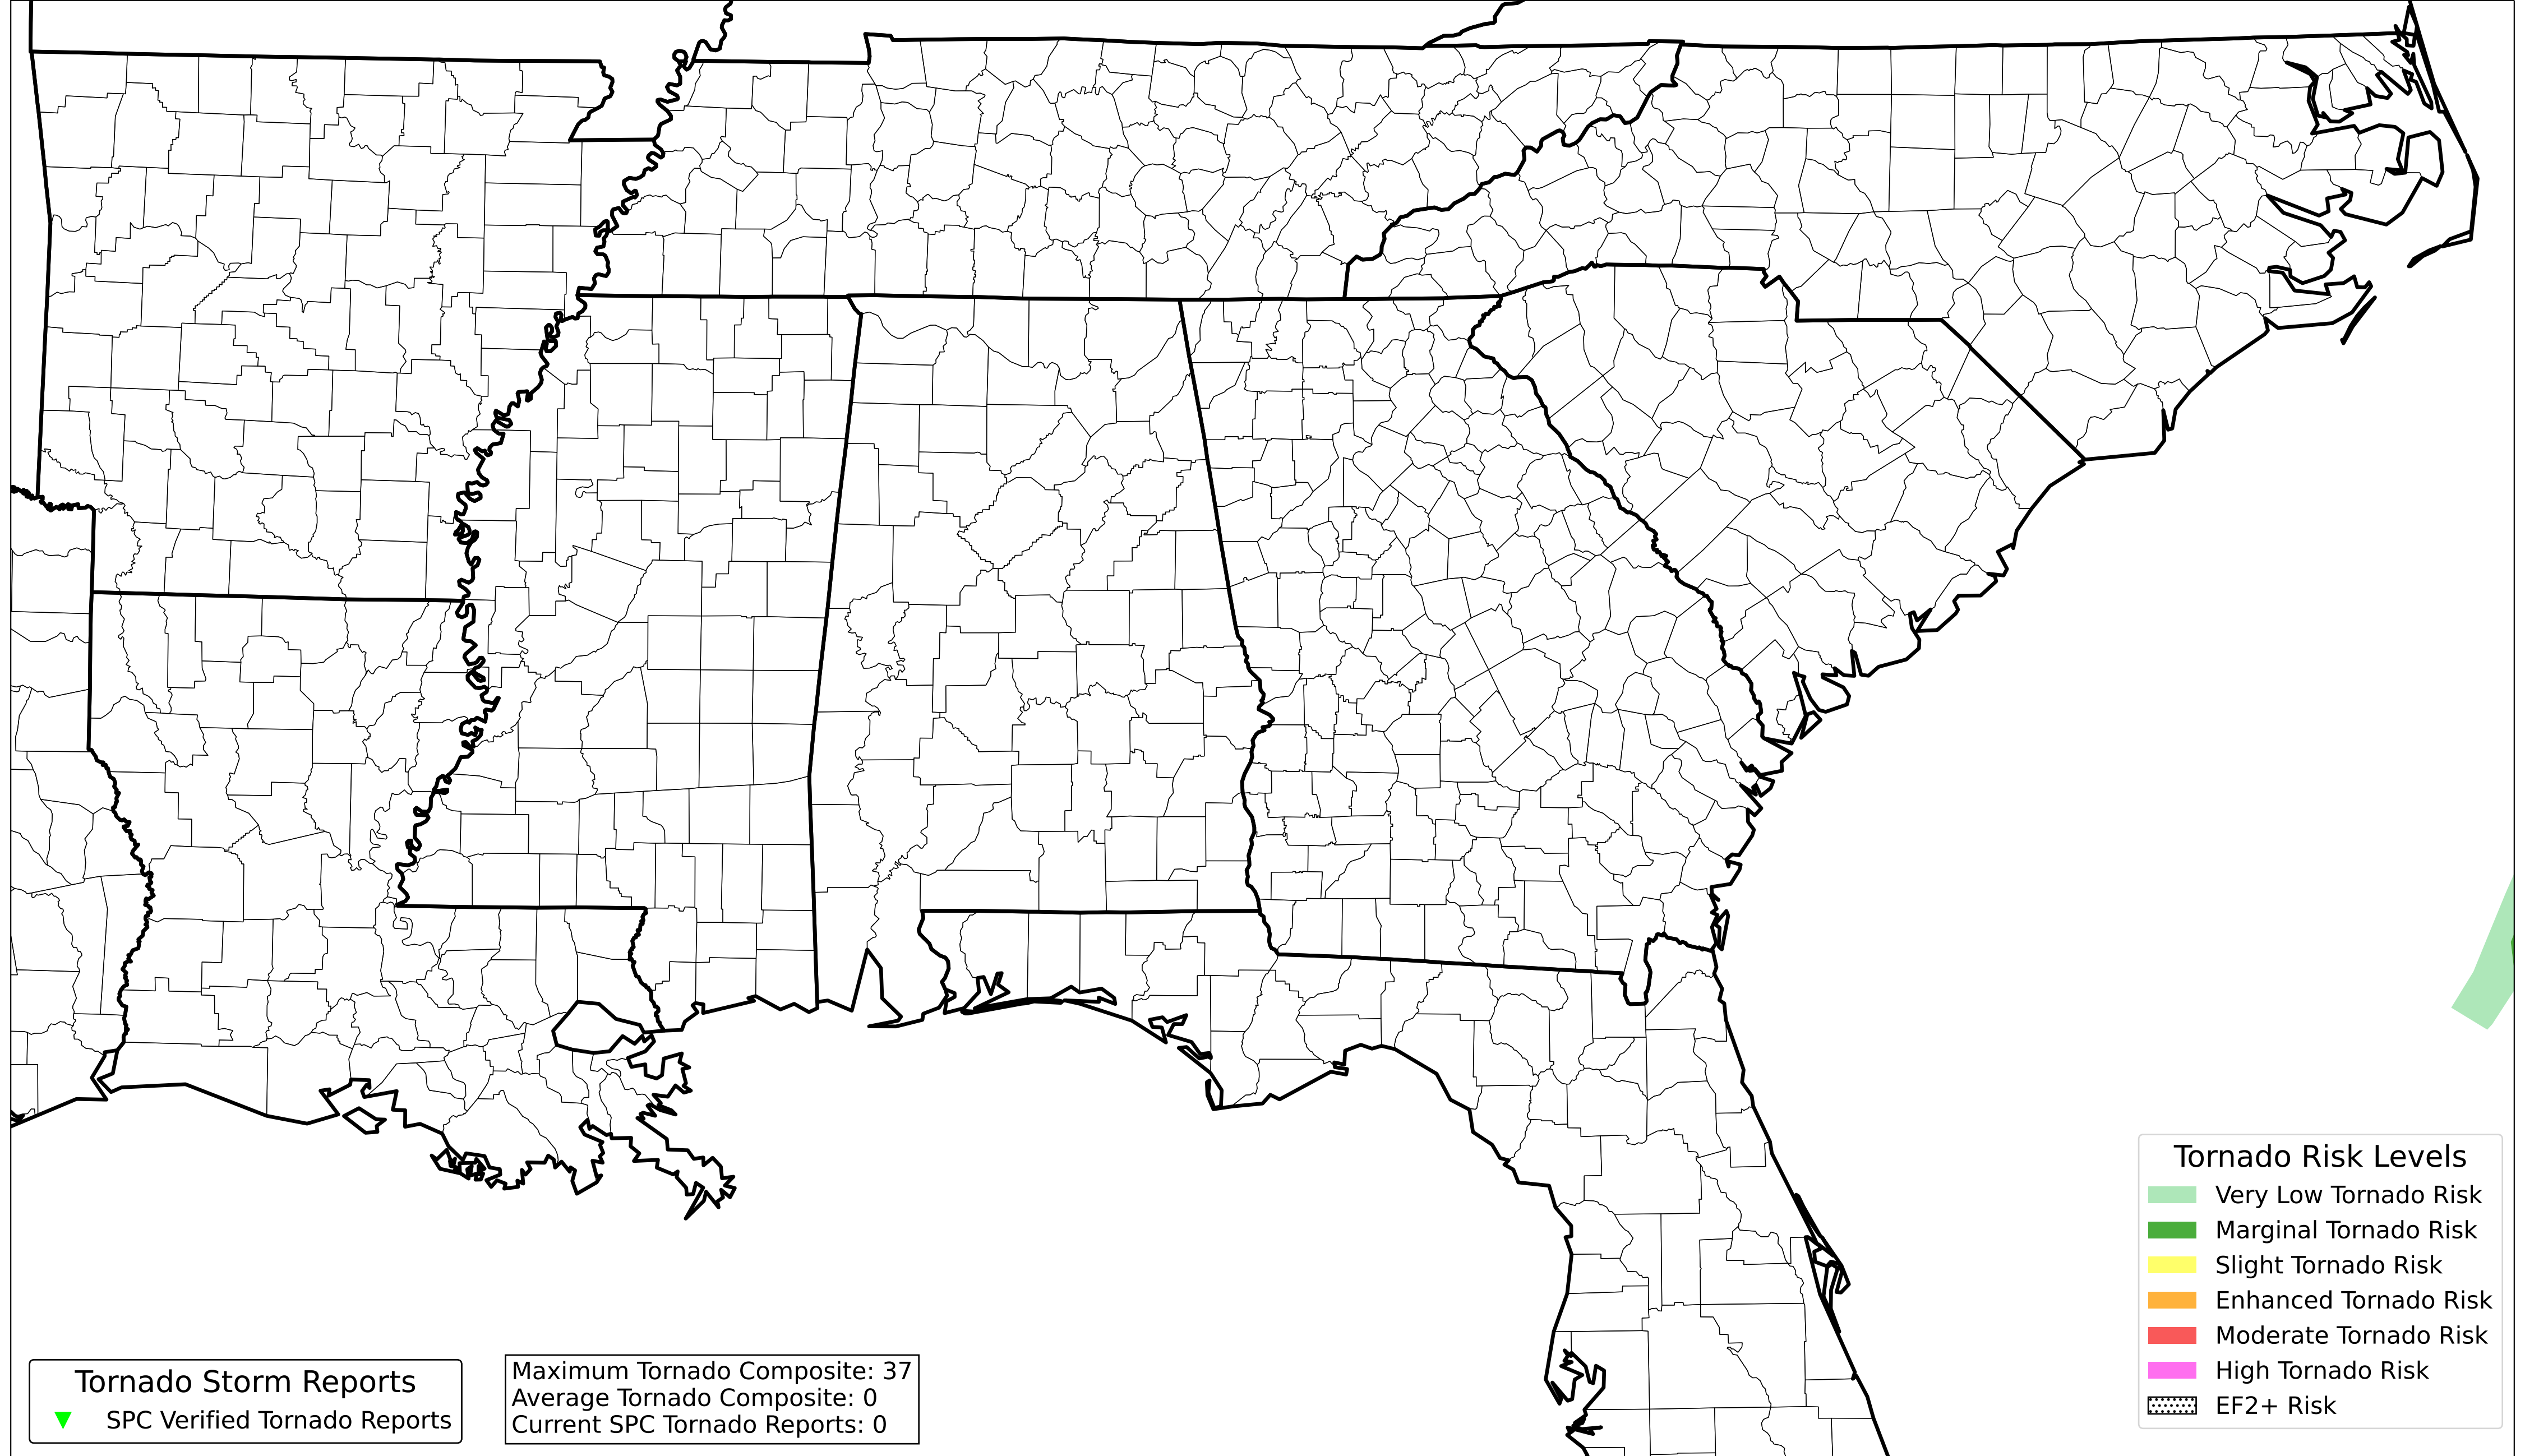 Tornado Risk Levels
Very Low Tornado Risk
Marginal Tornado Risk
Slight Tornado Risk
Enhanced Tornado Risk
Moderate Tornado Risk
High Tornado Risk
EF2+ Risk
Tornado Storm Reports
SPC Verified Tornado Reports
Maximum Tornado Composite: 37
Average Tornado Composite: 0
Current SPC Tornado Reports: 0